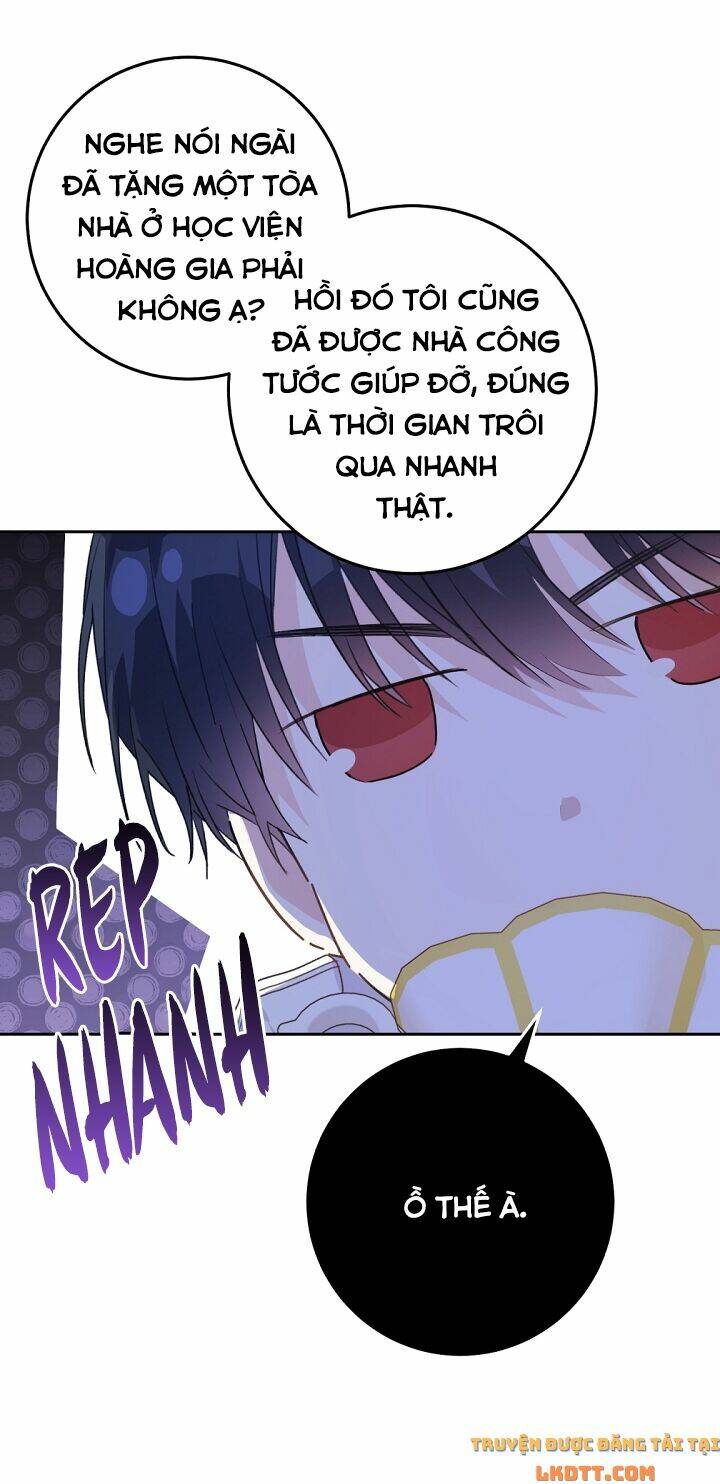 NGHE NÓI NGÀI
ĐÃ TẶNG MỘT TÒA
NHÀ Ở HỌC VIỆN
HOÀNG GIA PHẢI
KHÔNG Ạ?
HỒI ĐÓ TÔI CŨNG
ĐÃ ĐƯỢC NHÀ CÔNG
TƯỚC GIÚP ĐỠ, ĐÚNG
LÀ THỜI GIAN TRÔI
QUA NHANH
THẬT.
REP
NHANH
Ồ THẾ À.
TRUYỆN ĐƯỢC ĐĂNG TẢI TẠI
LKDTT.COM